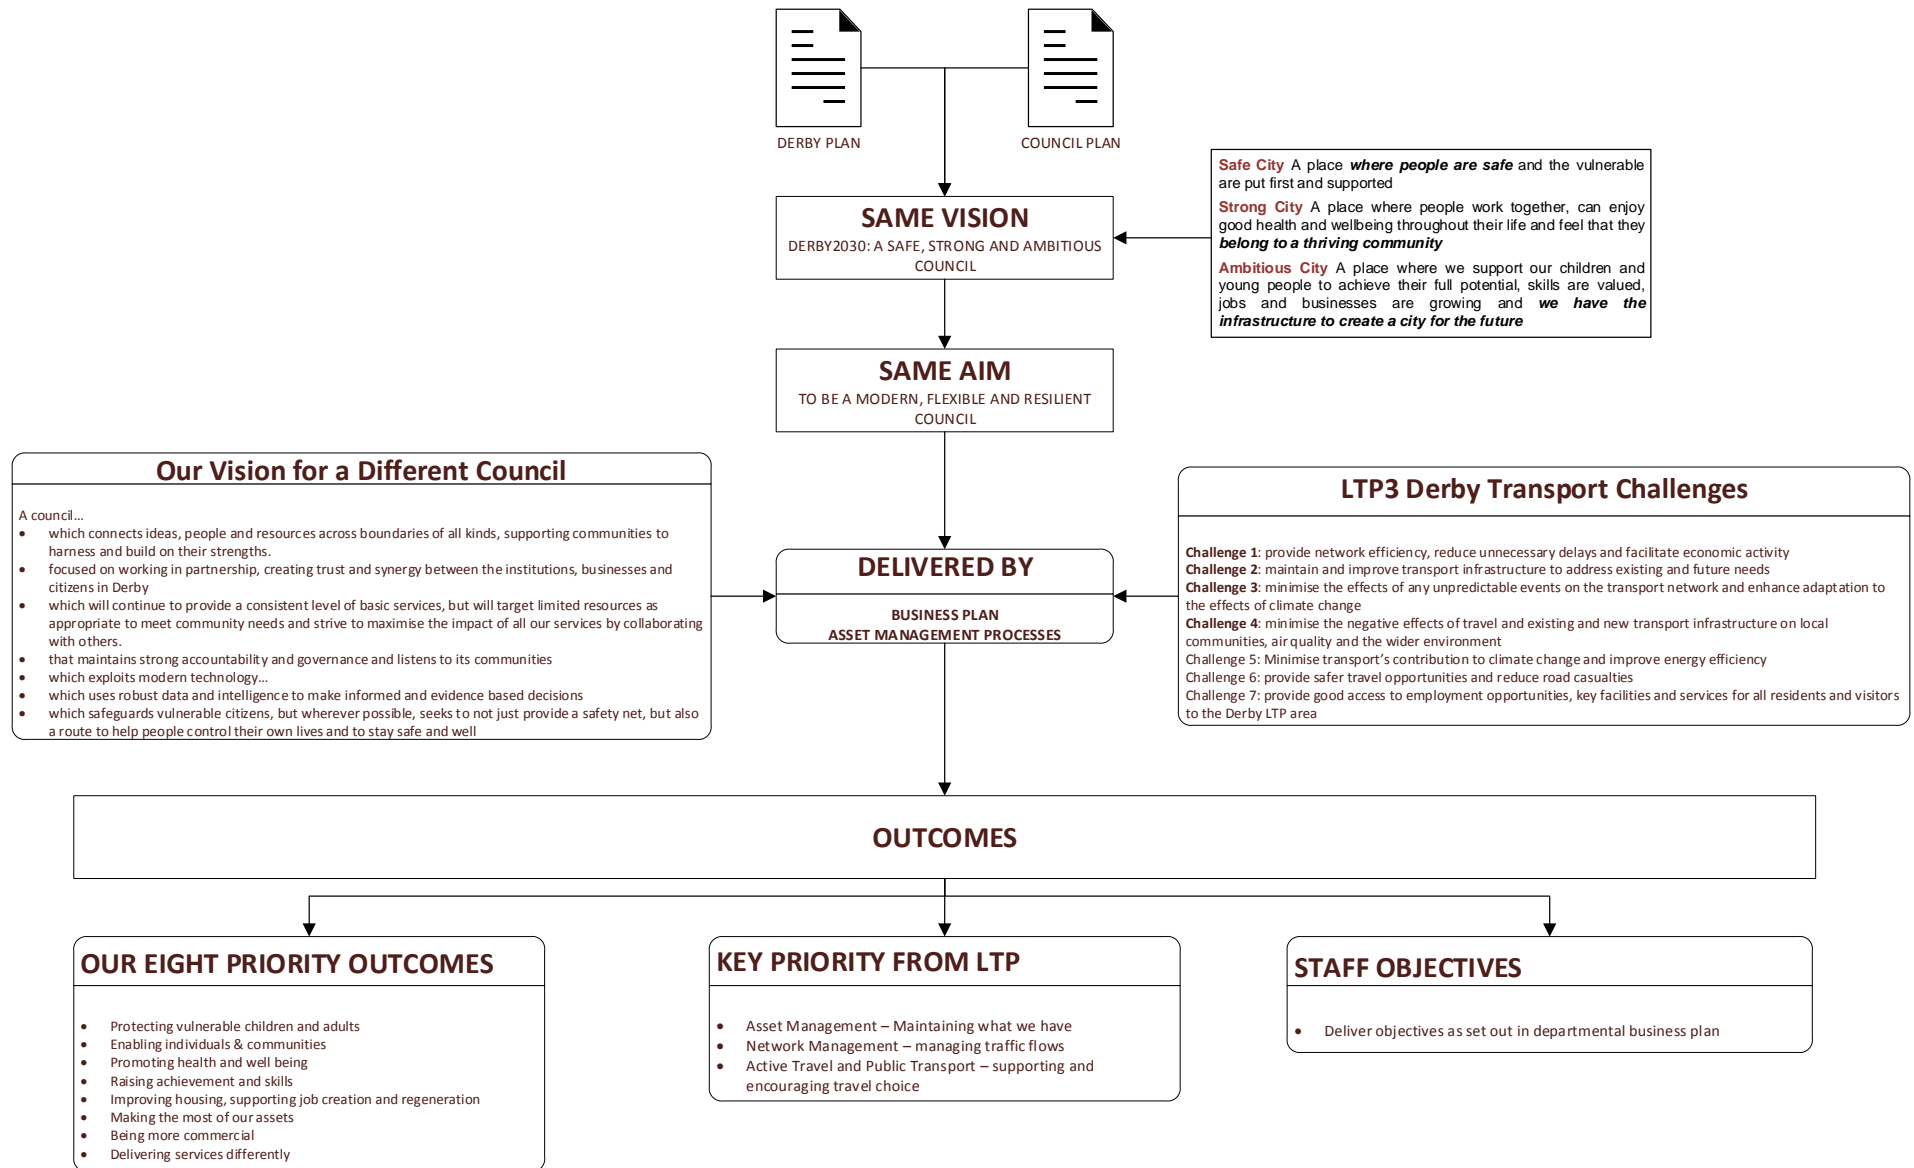 DERBY PLAN
COUNCIL PLAN
SAME VISION
DERBY2030: A SAFE, STRONG AND AMBITIOUS
COUNCIL
Safe City A place where people are safe and the vulnerable
are put first and supported
Strong City A place where people work together, can enjoy
good health and wellbeing throughout their life and feel that they
belong to a thriving community
Ambitious City A place where we support our children and
young people to achieve their full potential, skills are valued,
jobs and businesses are growing and we have the
infrastructure to create a city for the future
SAME AIM
TO BE A MODERN, FLEXIBLE AND RESILIENT
COUNCIL
Our Vision for a Different Council
A council...
• which connects ideas, people and resources across boundaries of all kinds, supporting communities to
harness and build on their strengths.
• focused on working in partnership, creating trust and synergy between the institutions, businesses and
citizens in Derby
• which will continue to provide a consistent level of basic services, but will target limited resources as
appropriate to meet community needs and strive to maximise the impact of all our services by collaborating
with others.
• that maintains strong accountability and governance and listens to its communities
• which exploits modern technology...
• which uses robust data and intelligence to make informed and evidence based decisions
• which safeguards vulnerable citizens, but wherever possible, seeks to not just provide a safety net, but also
a route to help people control their own lives and to stay safe and well
DELIVERED BY
BUSINESS PLAN
ASSET MANAGEMENT PROCESSES
LTP3 Derby Transport Challenges
Challenge 1: provide network efficiency, reduce unnecessary delays and facilitate economic activity
Challenge 2: maintain and improve transport infrastructure to address existing and future needs
Challenge 3: minimise the effects of any unpredictable events on the transport network and enhance adaptation to
the effects of climate change
Challenge 4: minimise the negative effects of travel and existing and new transport infrastructure on local
communities, air quality and the wider environment
Challenge 5: Minimise transport's contribution to climate change and improve energy efficiency
Challenge 6: provide safer travel opportunities and reduce road casualties
Challenge 7: provide good access to employment opportunities, key facilities and services for all residents and visitors
to the Derby LTP area
OUTCOMES
OUR EIGHT PRIORITY OUTCOMES
• Protecting vulnerable children and adults
• Enabling individuals & communities
• Promoting health and well being
• Raising achievement and skills
• Improving housing, supporting job creation and regeneration
• Making the most of our assets
• Being more commercial
• Delivering services differently
KEY PRIORITY FROM LTP
• Asset Management – Maintaining what we have
• Network Management – managing traffic flows
• Active Travel and Public Transport – supporting and
encouraging travel choice
STAFF OBJECTIVES
• Deliver objectives as set out in departmental business plan